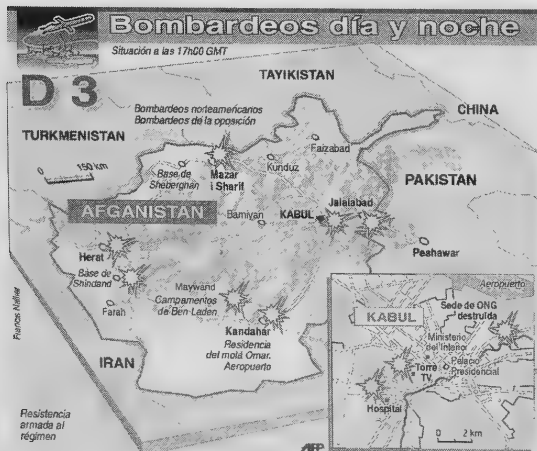 Bombardeos día y noche
Situación a las 17h00 GMT
D 3
TAYIKISTAN
Bombardeos norteamericanos
Bombardeos de la oposición
CHINA
TURKMENISTAN
Faizabad
0 150 km
Base de
Sheberghan
Mazar
i Sharif
Kunduz
PAKISTAN
AFGANISTAN
Bamiyan
KABUL
Jalalabad
Herat
Peshawar
Base de
Shindand
Maywand
Campamentos
de Ben Laden
Farah
Kandahar
Residencia
del molá Omar.
Aeropuerto
IRAN
Aeropuerto
KABUL
Sede de ONG
destruida
Ministerio
del Interior
Palacio
Presidencial
Torre
TV
Hospital
0 2 km
Resistencia
armada al
régimen
AFP